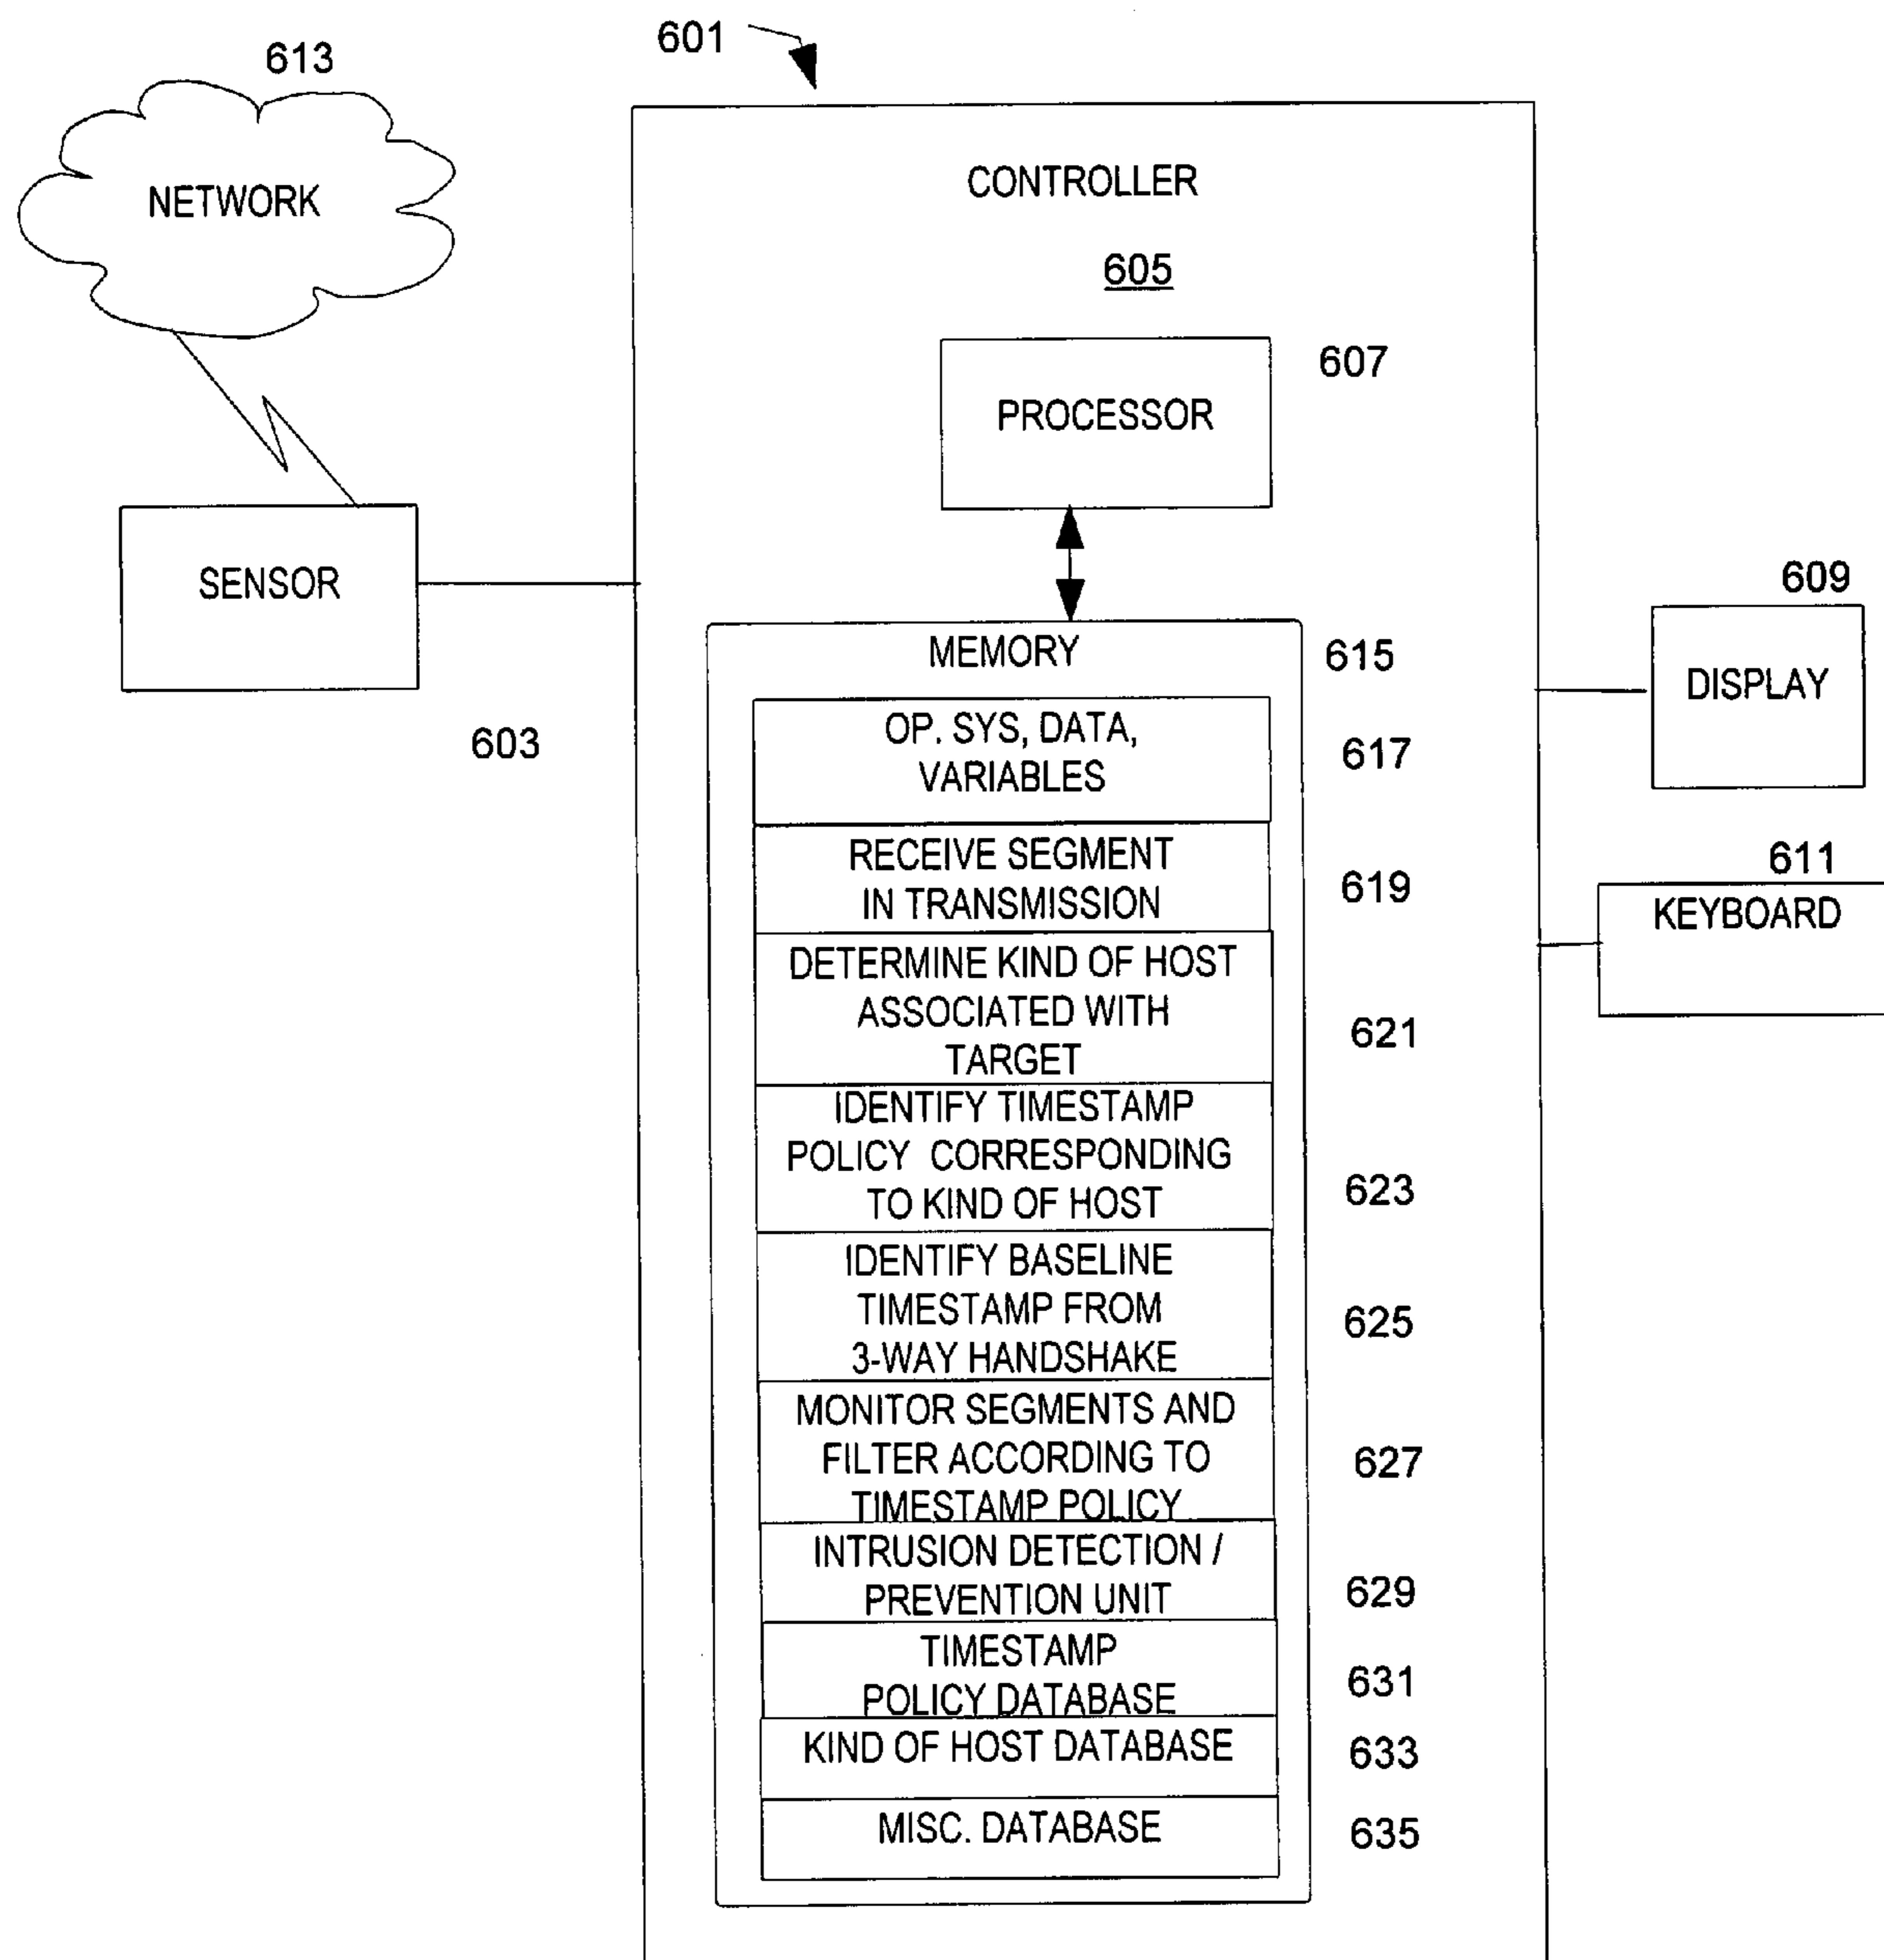 601
613
NETWORK
CONTROLLER
605
PROCESSOR
607
SENSOR
603
MEMORY
615
OP. SYS, DATA,
VARIABLES
617
RECEIVE SEGMENT
IN TRANSMISSION
619
DETERMINE KIND OF HOST
ASSOCIATED WITH
TARGET
621
IDENTIFY TIMESTAMP
POLICY CORRESPONDING
TO KIND OF HOST
623
IDENTIFY BASELINE
TIMESTAMP FROM
3-WAY HANDSHAKE
625
MONITOR SEGMENTS AND
FILTER ACCORDING TO
TIMESTAMP POLICY
627
INTRUSION DETECTION /
PREVENTION UNIT
629
TIMESTAMP
POLICY DATABASE
631
KIND OF HOST DATABASE
633
MISC. DATABASE
635
609
DISPLAY
611
KEYBOARD